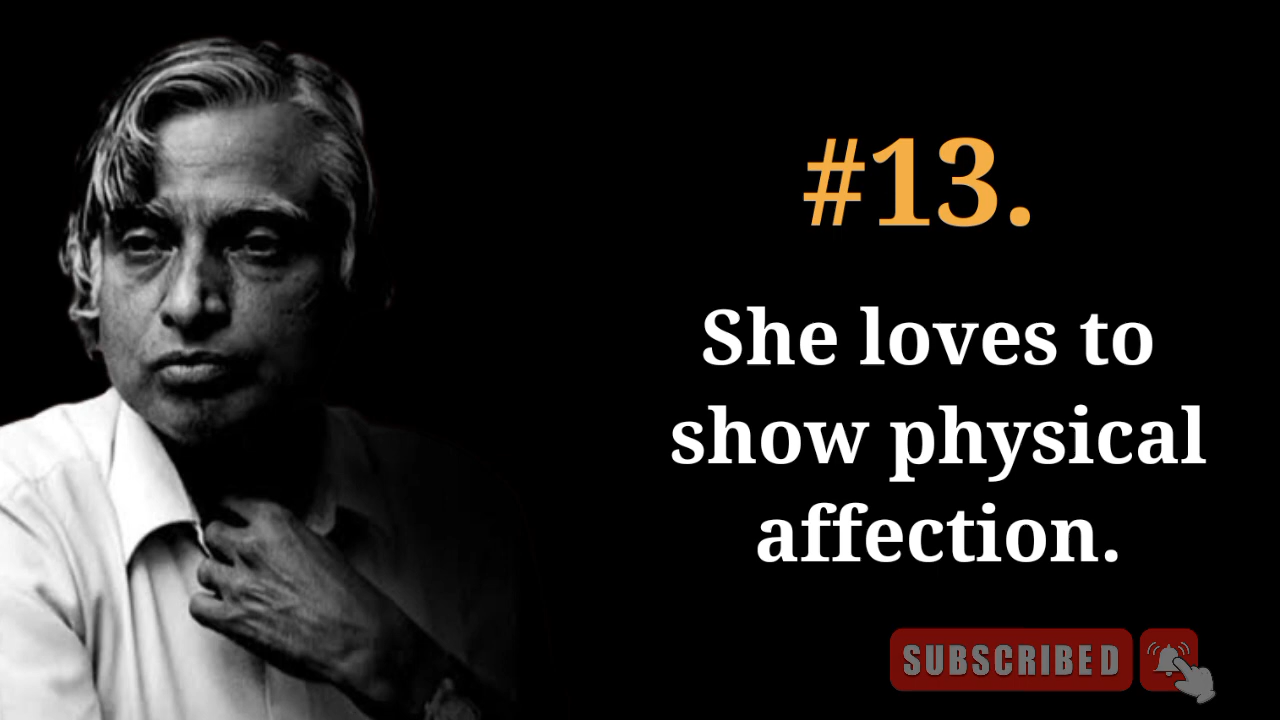 #13.
She loves to
show physical
affection.
SUBSCRIBED